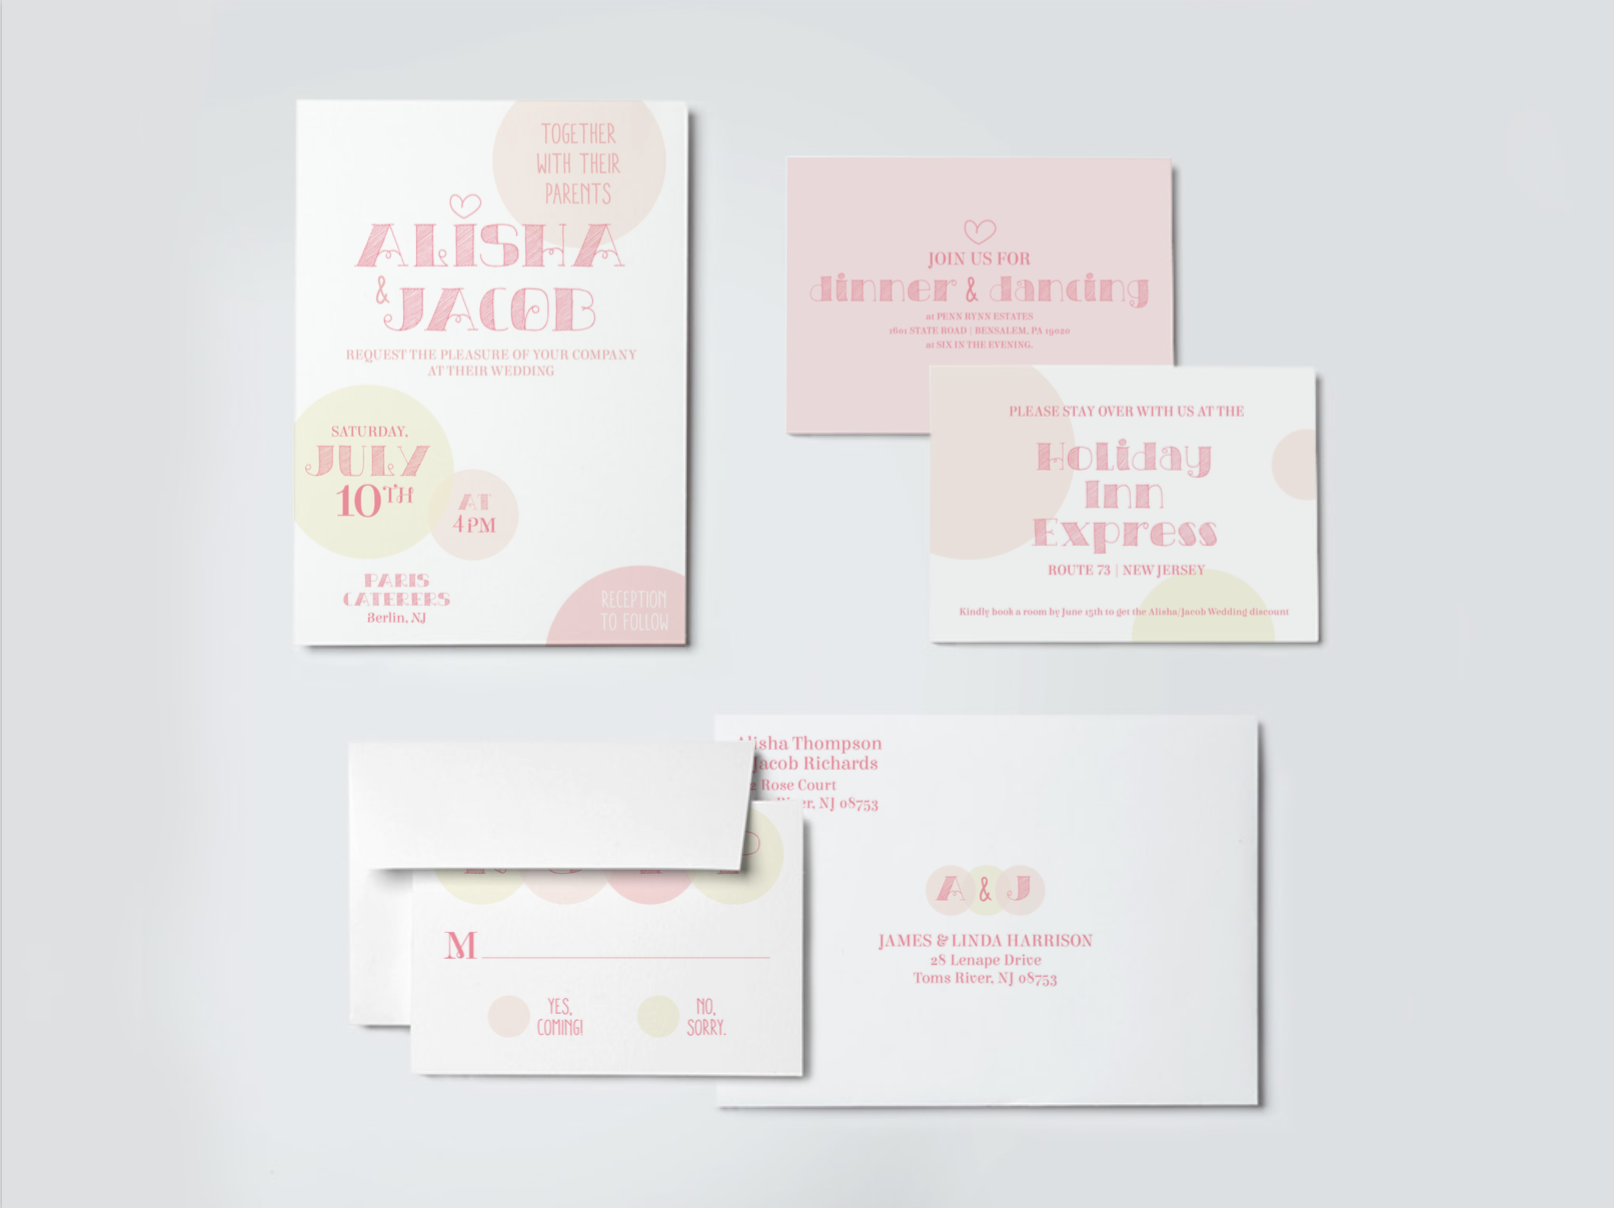 TOGETHER
WITH THEIR
PARENTS
ALiSHA
& JACOB
REQUEST THE PLEASURE OF YOUR COMPANY
AT THEIR WEDDING
SATURDAY,
JULY
10TH
AT
4PM
PARIS
CATERERS
Berlin, NJ
RECEPTION
TO FOLLOW
JOIN US FOR
dinner & dancing
at PENN RYNN ESTATES
1601 STATE ROAD | BENSALEM, PA 19020
at SIX IN THE EVENING.
PLEASE STAY OVER WITH US AT THE
Holiday
Inn
Express
ROUTE 73 | NEW JERSEY
Kindly book a room by June 15th to get the Alisha/Jacob Wedding discount
Alisha Thompson
Jacob Richards
Rose Court
NJ 08753
A & J
JAMES & LINDA HARRISON
28 Lenape Drive
Toms River, NJ 08753
M
YES,
COMING!
NO,
SORRY.